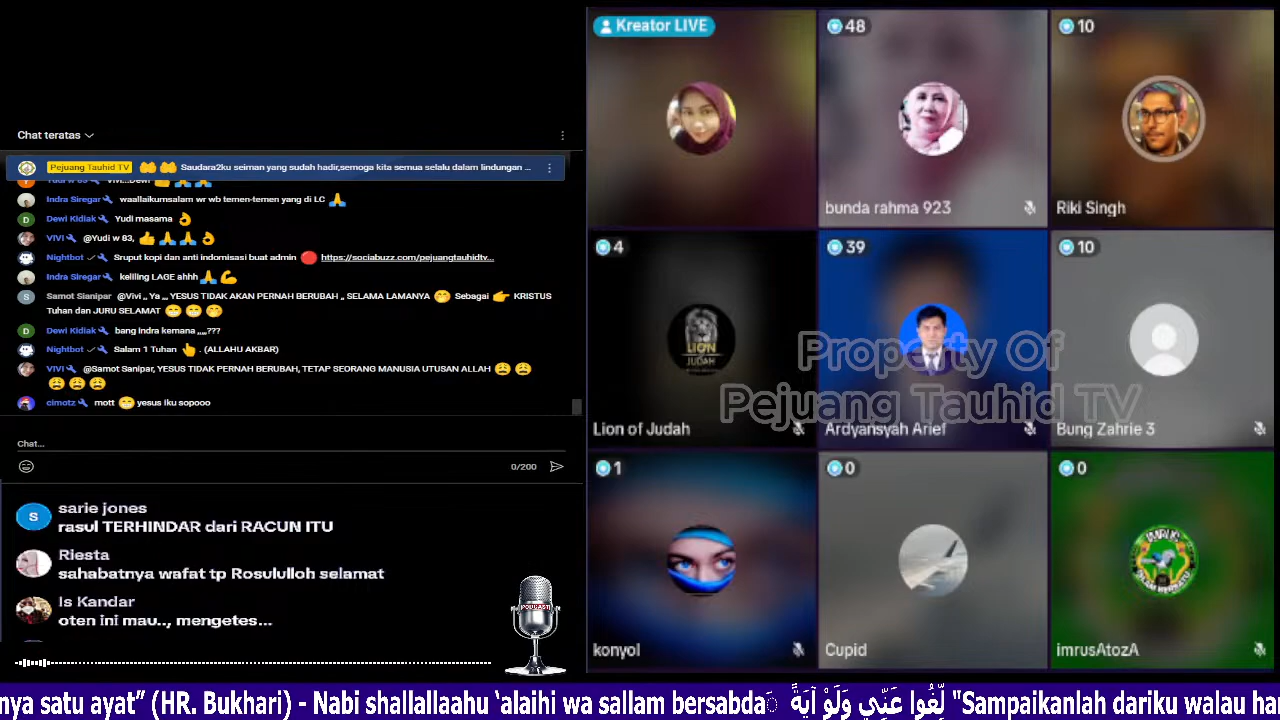 Chat teratas
Pejuang Tauhid TV Saudara2ku seiman yang sudah hadir,semoga kita semua selalu dalam lindungan ...
Indra Siregar waallaikumsalam wr wb temen-temen yang di LC 🙏
Dewi Kidiak Yudi masama 👌
VIVI @Yudi w 83, 👍🙏🙏👌
Nightbot Sruput kopi dan anti indomisasi buat admin 🔴 https://sociabuzz.com/pejuangtauhidtv...
Indra Siregar keliling LAGE ahhh 🙏💪
Samot Sianipar @Vivi ,, Ya ,,, YESUS TIDAK AKAN PERNAH BERUBAH ,, SELAMA LAMANYA 🤭 Sebagai 👉 KRISTUS
Tuhan dan JURU SELAMAT 😁😁🤭
Dewi Kidiak bang indra kemana ,,,,,???
Nightbot Salam 1 Tuhan 👆 . (ALLAHU AKBAR)
VIVI @Samot Sanipar, YESUS TIDAK PERNAH BERUBAH, TETAP SEORANG MANUSIA UTUSAN ALLAH 😩😩
😩😩😩
cimotz mott 😁 yesus iku sopooo
Chat...
0/200
S
sarie jones
rasul TERHINDAR dari RACUN ITU
Riesta
sahabatnya wafat tp Rosululloh selamat
Is Kandar
oten ini mau.., mengetes...
PODCAST
Kreator LIVE
48
bunda rahma 923
10
Riki Singh
4
LION
JUDAH
Lion of Judah
39
Ardyansyah Arief
10
Bung Zahrie 3
Property Of
Pejuang Tauhid TV
1
konyol
0
Cupid
0
imrusAtozA
nya satu ayat” (HR. Bukhari) - Nabi shallallaahu ‘alaihi wa sallam bersabda لِّغُوا عَنِّي وَلَوْ آيَةً "Sampaikanlah dariku walau ha